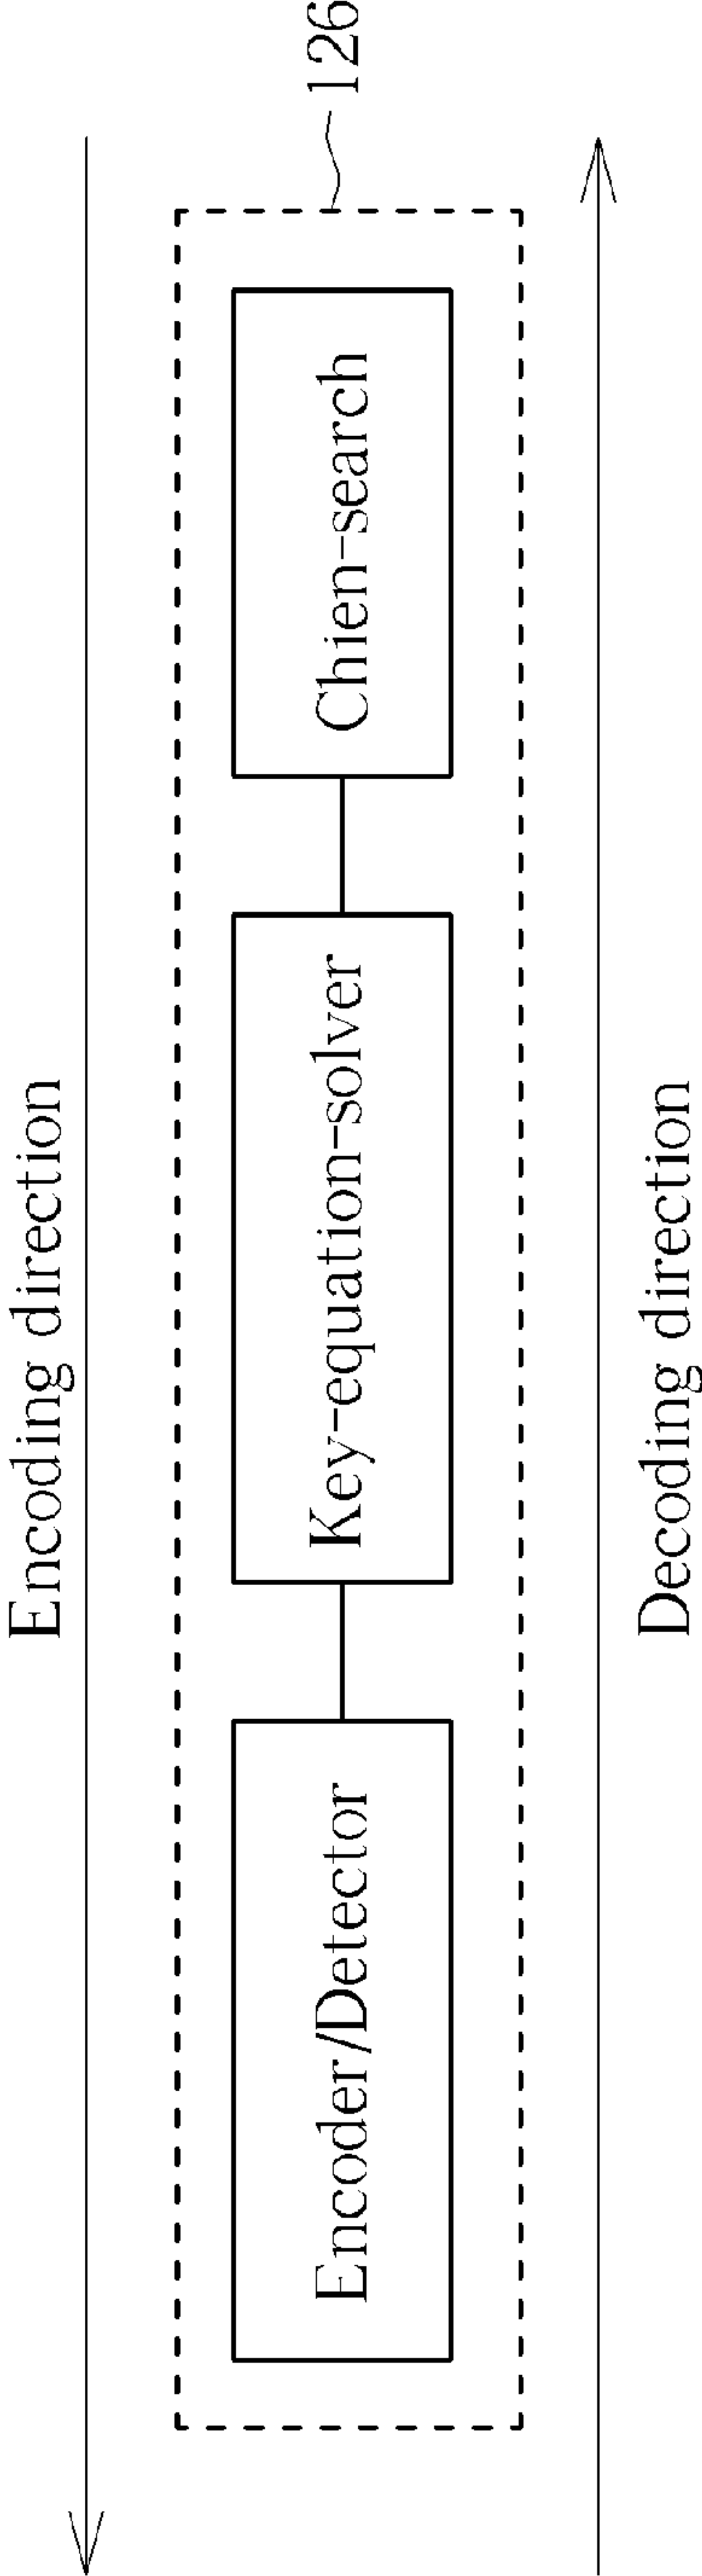 Encoding direction
126
Encoder/Detector
Key-equation-solver
Chien-search
Decoding direction